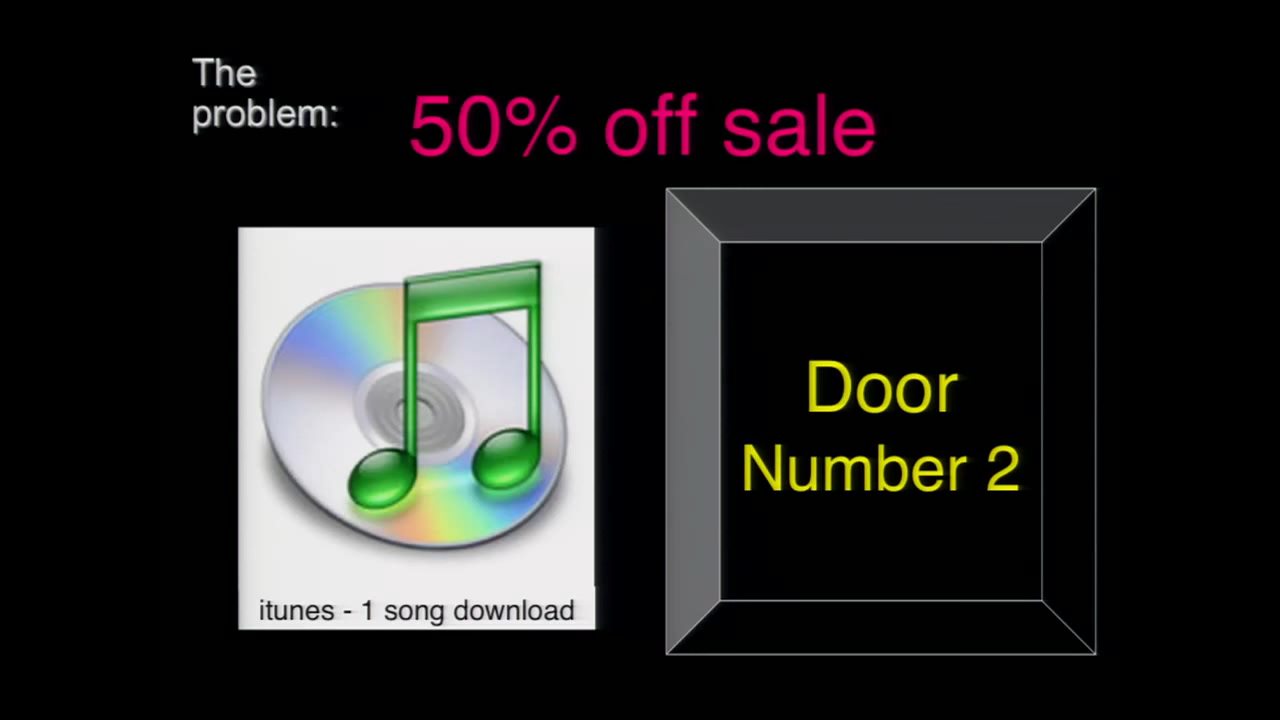 The
problem:
50% off sale
itunes - 1 song download
Door
Number 2